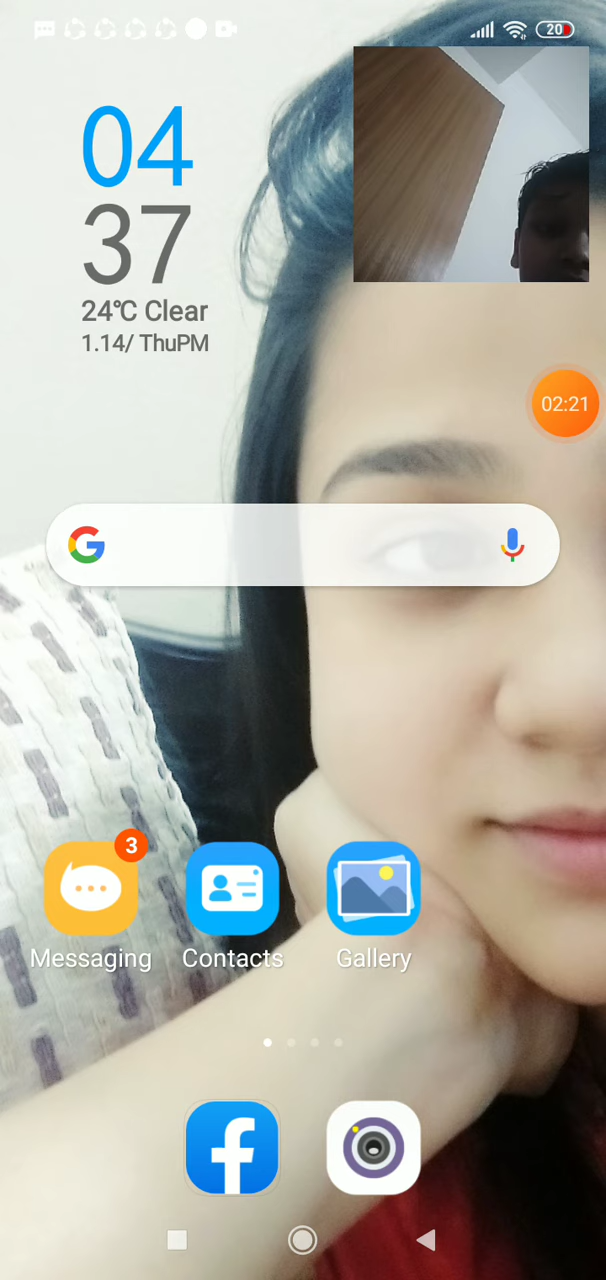 20
04
37
24℃ Clear
1.14/ ThuPM
02:21
3
Messaging
Contacts
Gallery